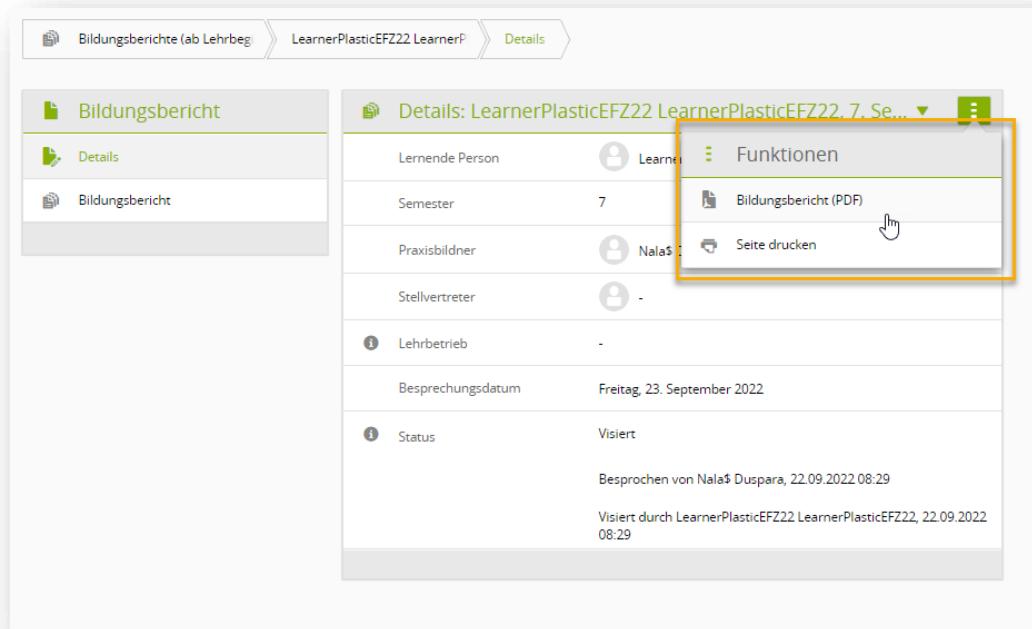 Bildungsberichte (ab Lehrbeg
LearnerPlasticEFZ22 LearnerP
Details
Bildungsbericht
Details
Bildungsbericht
Details: LearnerPlasticEFZ22 LearnerPlasticEFZ22, 7. Se...
Funktionen
Bildungsbericht (PDF)
Seite drucken
Lernende Person Learne
Semester 7
Praxisbildner Nala$
Stellvertreter -
Lehrbetrieb -
Besprechungsdatum Freitag, 23. September 2022
Status Visiert
Besprochen von Nala$ Duspara, 22.09.2022 08:29
Visiert durch LearnerPlasticEFZ22 LearnerPlasticEFZ22, 22.09.2022
08:29